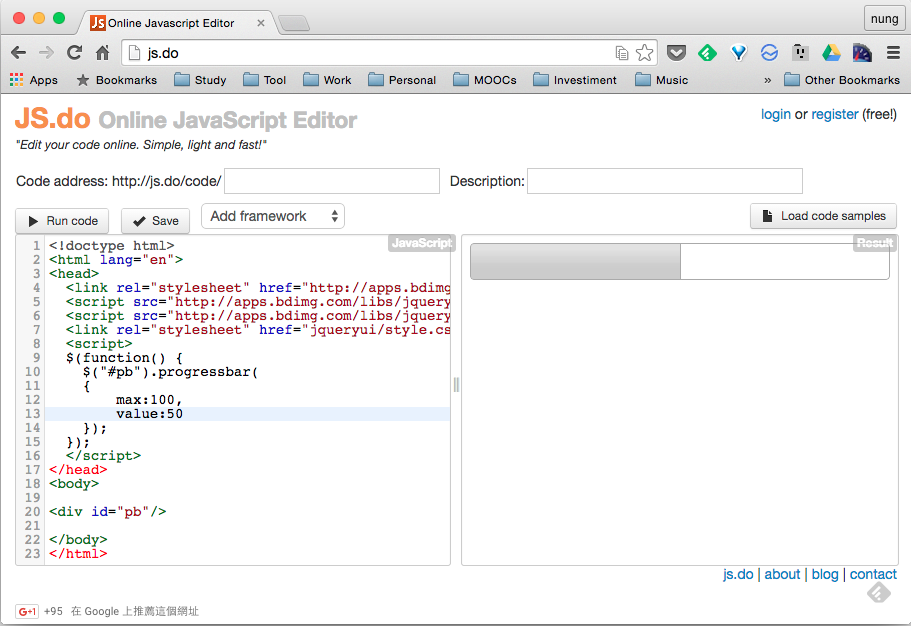 JS Online Javascript Editor
nung
js.do
Apps Bookmarks Study Tool Work Personal MOOCs Investiment Music » Other Bookmarks
JS.do Online JavaScript Editor
login or register (free!)
"Edit your code online. Simple, light and fast!"
Code address: http://js.do/code/ Description:
Run code Save Add framework Load code samples
JavaScript
Result
1 <!doctype html>
2 <html lang="en">
3 <head>
4 <link rel="stylesheet" href="http://apps.bdimg
5 <script src="http://apps.bdimg.com/libs/jquery
6 <script src="http://apps.bdimg.com/libs/jquery
7 <link rel="stylesheet" href="jqueryui/style.cs
8 <script>
9 $(function() {
10 $("#pb").progressbar(
11 {
12 max:100,
13 value:50
14 });
15 });
16 </script>
17 </head>
18 <body>
19
20 <div id="pb"/>
21
22 </body>
23 </html>
js.do | about | blog | contact
G+1 +95 在 Google 上推薦這個網址